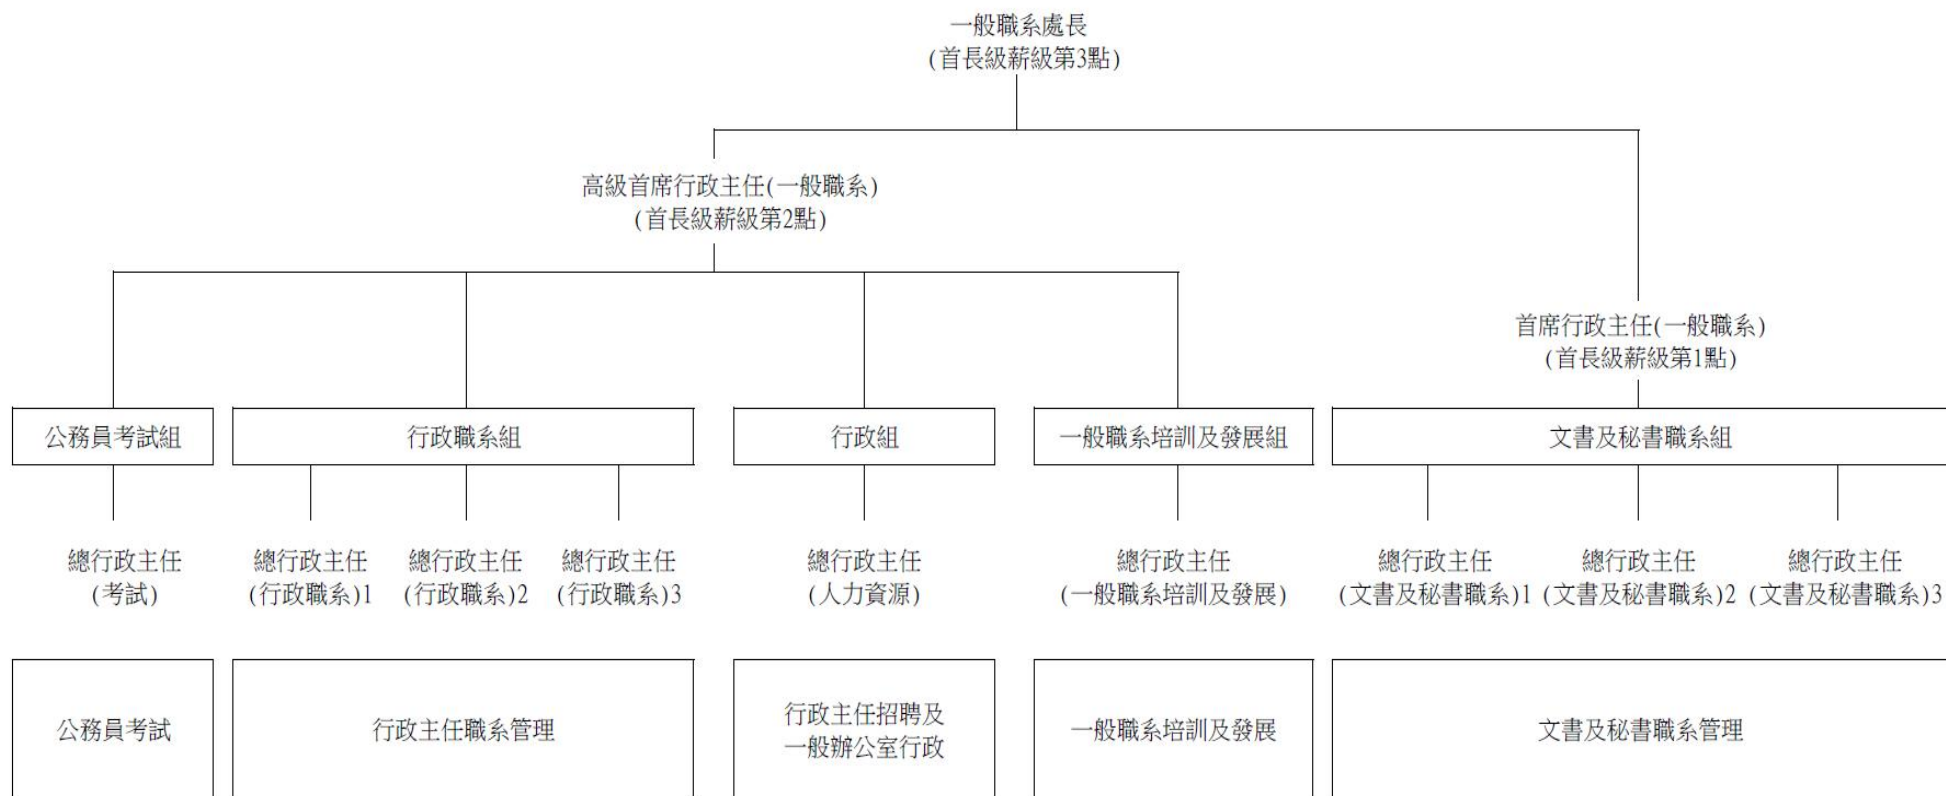 一般職系處長
(首長級薪級第3點)
高級首席行政主任(一般職系)
(首長級薪級第2點)
首席行政主任(一般職系)
(首長級薪級第1點)
公務員考試組
行政職系組
行政組
一般職系培訓及發展組
文書及秘書職系組
總行政主任
(考試)
總行政主任
(行政職系)1
總行政主任
(行政職系)2
總行政主任
(行政職系)3
總行政主任
(人力資源)
總行政主任
(一般職系培訓及發展)
總行政主任
(文書及秘書職系)1
總行政主任
(文書及秘書職系)2
總行政主任
(文書及秘書職系)3
公務員考試
行政主任職系管理
行政主任招聘及
一般辦公室行政
一般職系培訓及發展
文書及秘書職系管理